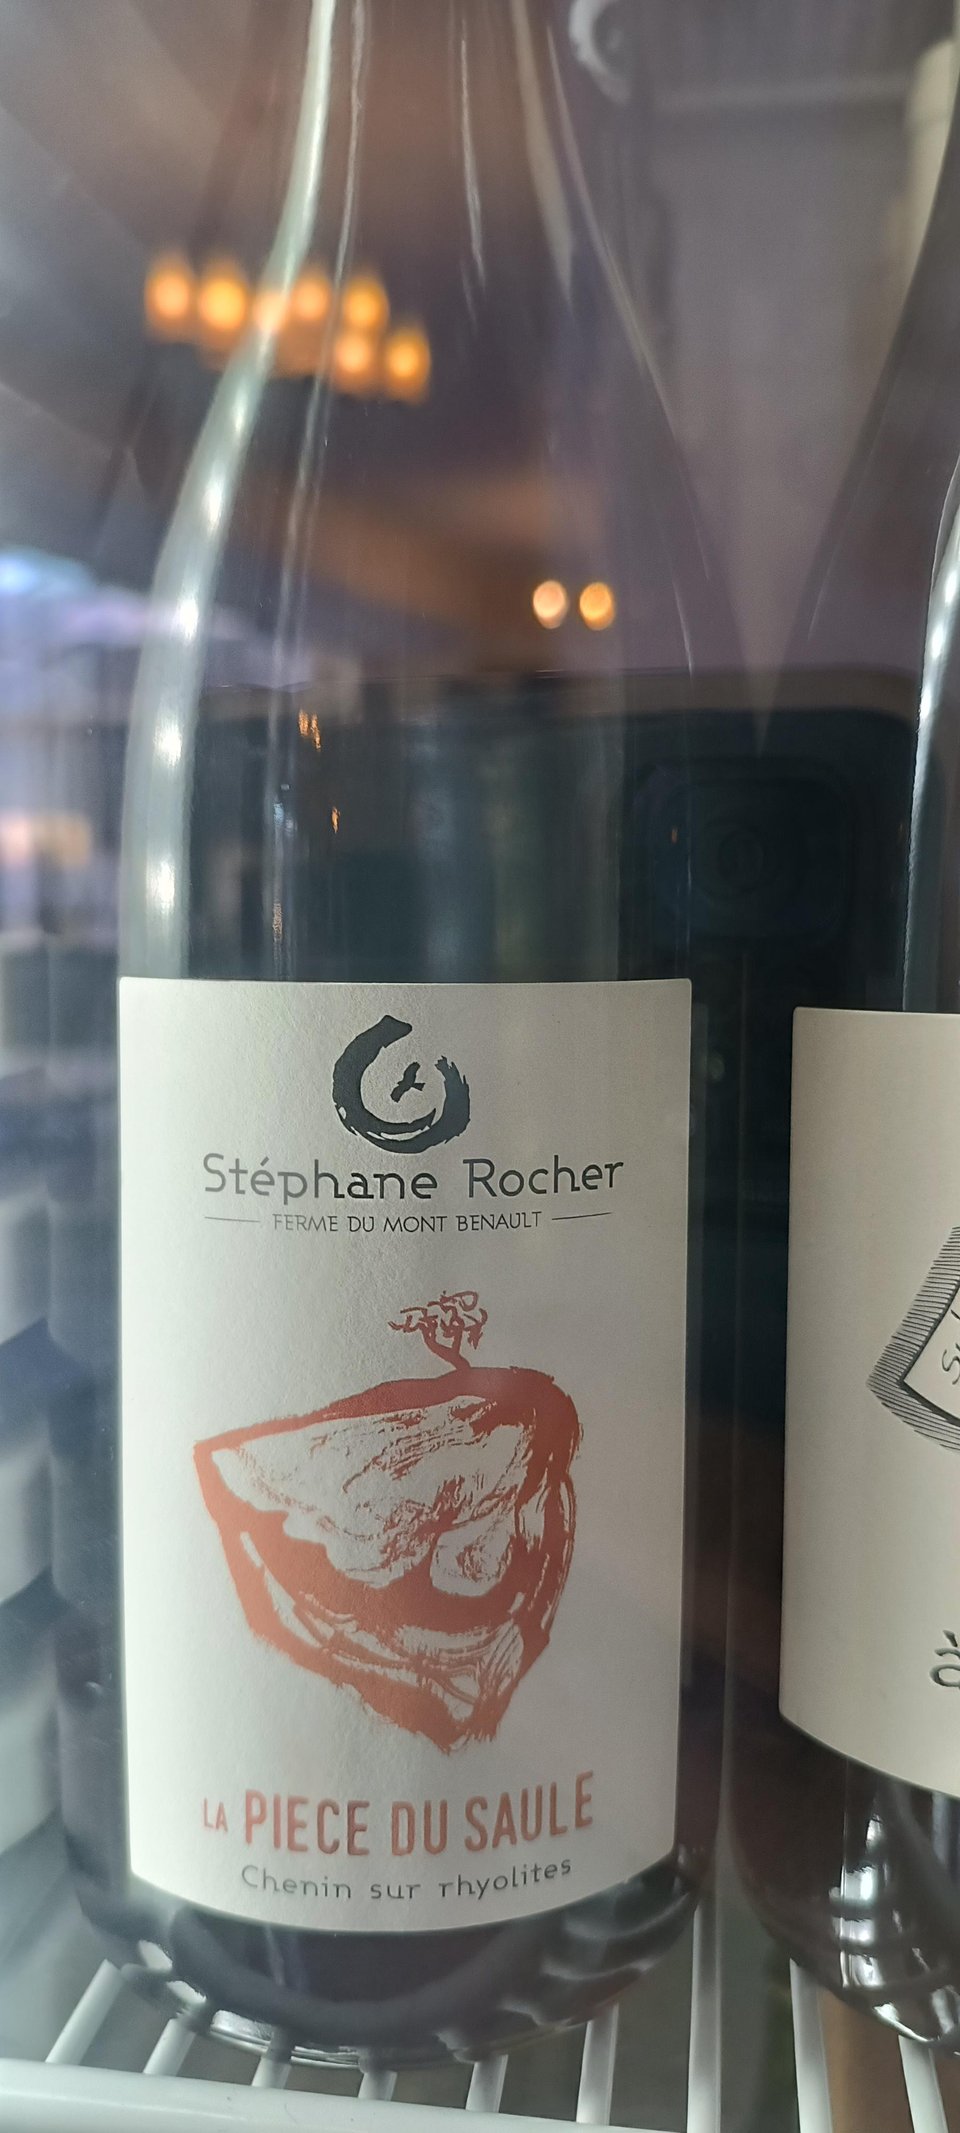 Stéphane Rocher
FERME DU MONT BENAULT
LA PIECE DU SAULE
Chenin sur rhyolites
à